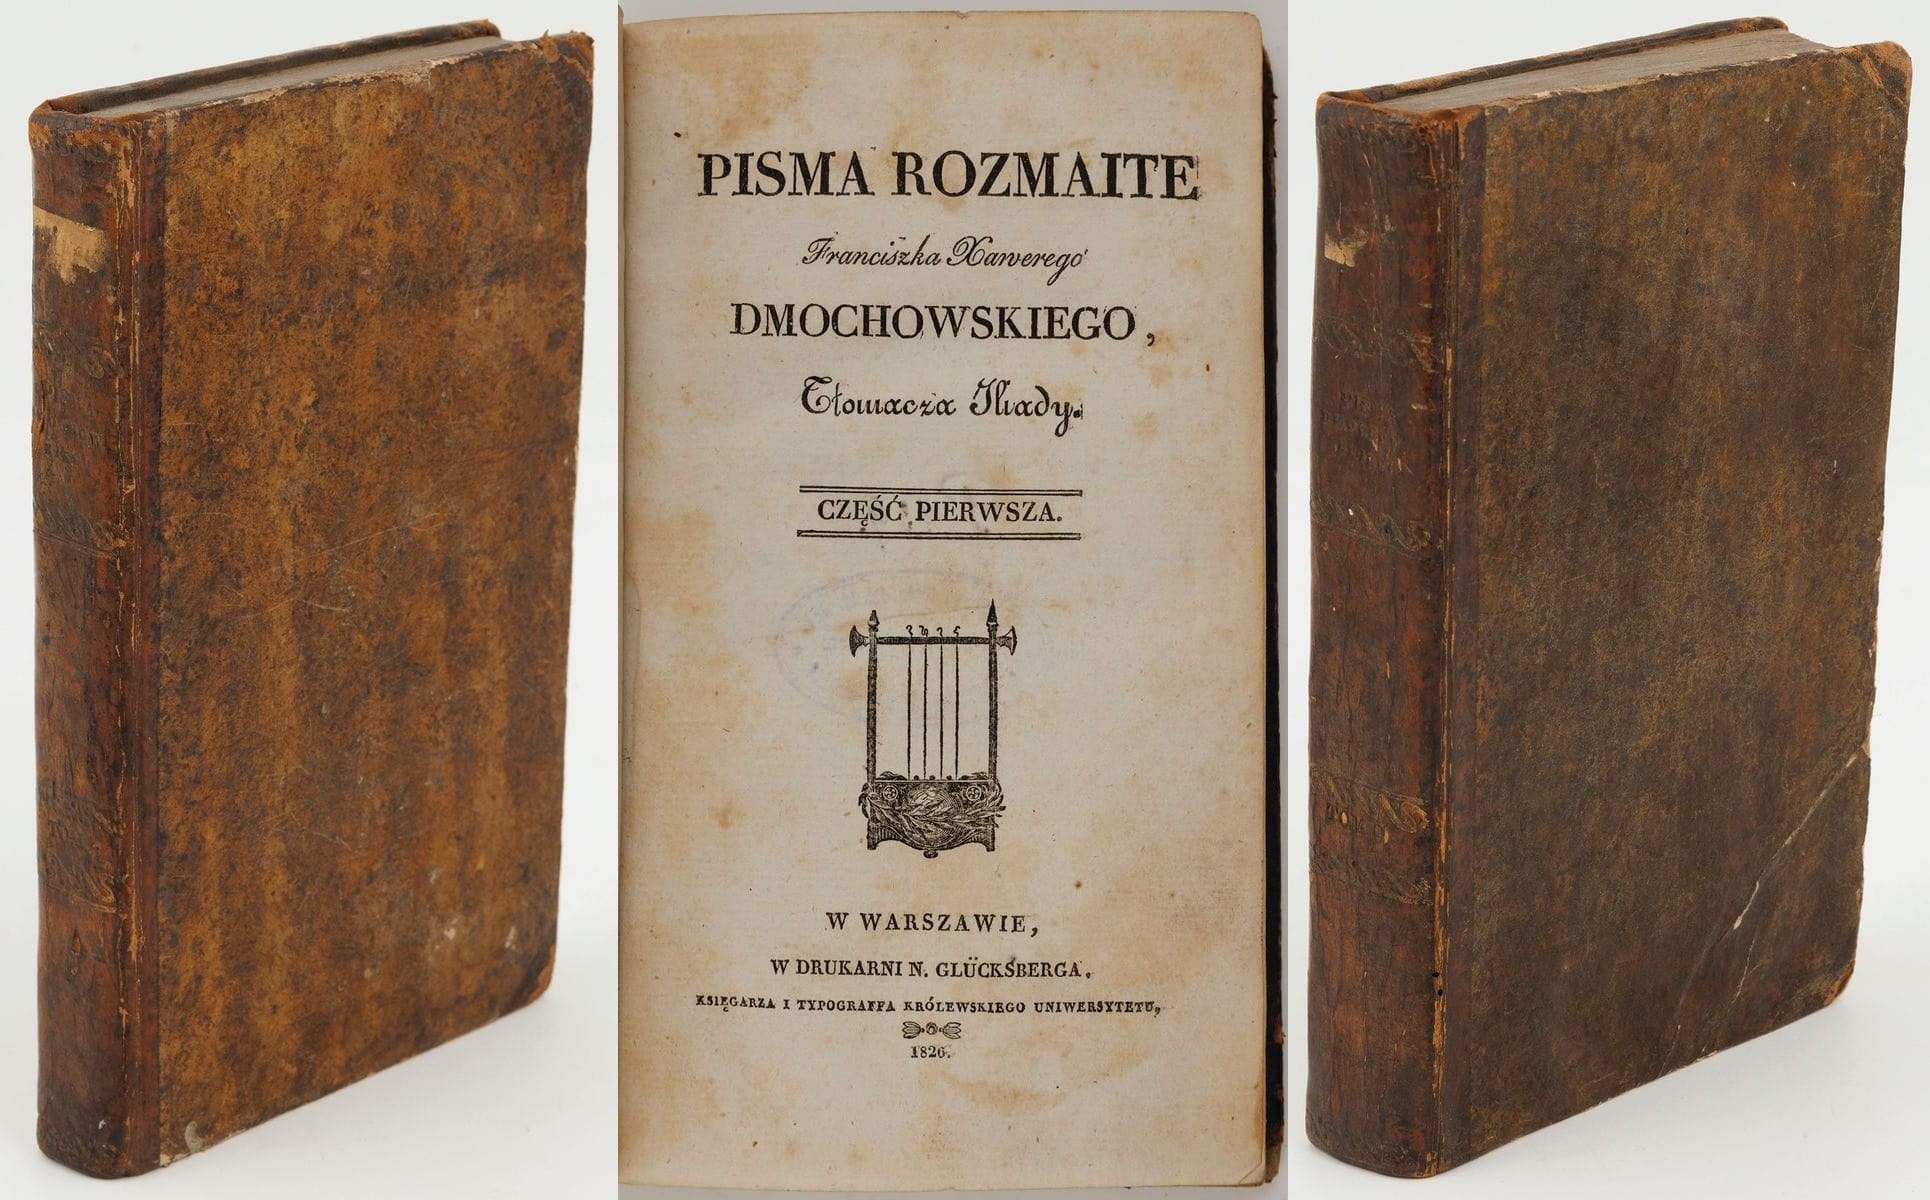 PISMA ROZMAITE
Franciszka Xawerego
DMOCHOWSKIEGO,
Tłomacza Iliady.
CZĘŚĆ PIERWSZA.
W WARSZAWIE,
W DRUKARNI N. GLÜCKSBERGA.
KSIĘGARZA I TYPOGRAFFA KRÓLEWSKIEGO UNIWERSYTETU,
1826.